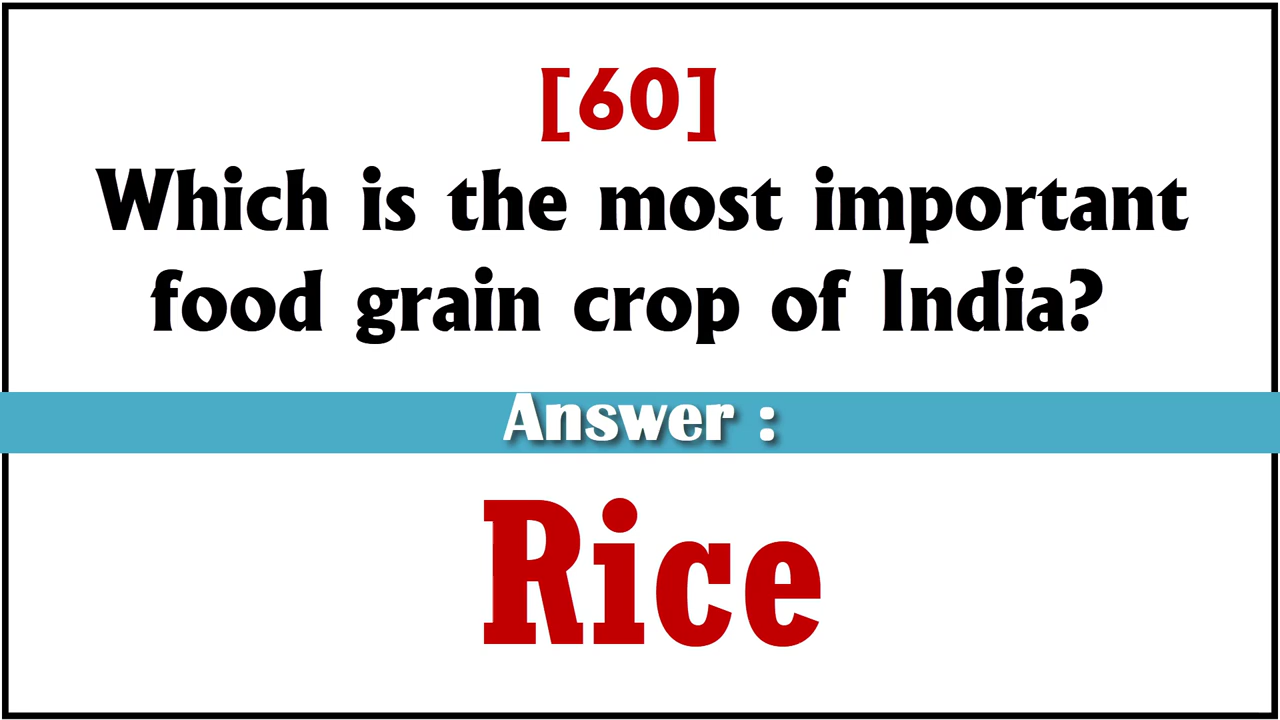 [60]
Which is the most important
food grain crop of India?
Answer :
Rice